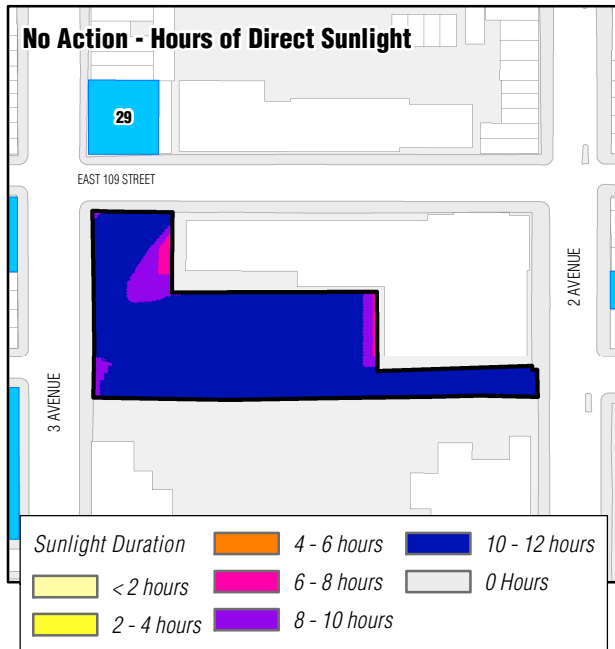 No Action - Hours of Direct Sunlight
29
EAST 109 STREET
3 AVENUE
2 AVENUE
Sunlight Duration
< 2 hours
2 - 4 hours
4 - 6 hours
6 - 8 hours
8 - 10 hours
10 - 12 hours
0 Hours